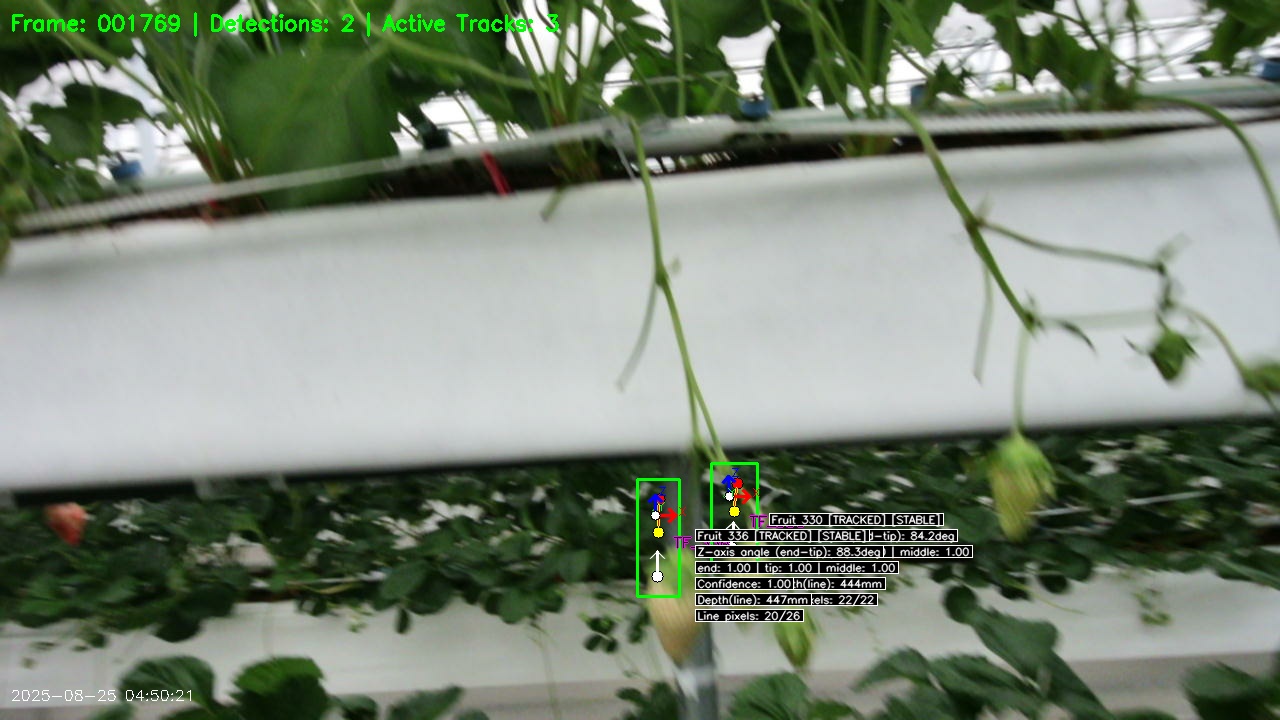 Frame: 001769 | Detections: 2 | Active Tracks: 3
Fruit 330 [TRACKED] [STABLE]
Fruit 336 [TRACKED] [STABLE] -tip): 84.2deg
Z-axis angle (end-tip): 88.3deg | middle: 1.00
end: 1.00 | tip: 1.00 | middle: 1.00
Confidence: 1.00 h(line): 444mm
Depth(line): 447mm els: 22/22
Line pixels: 20/26
2025-08-25 04:50:21